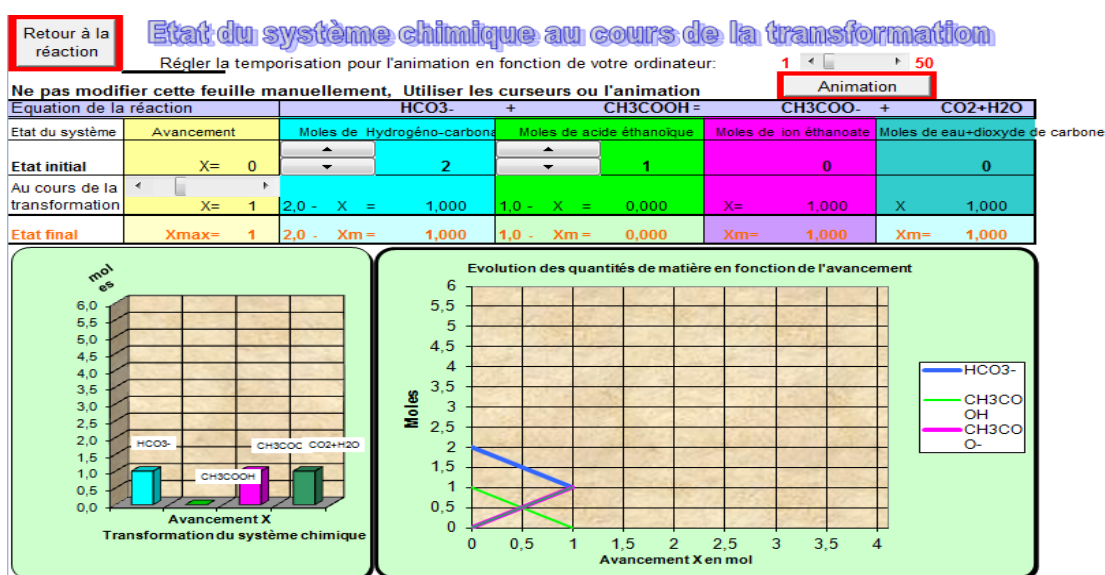 Retour à la
réaction
Etat du système chimique au cours de la transformation
Régler la temporisation pour l'animation en fonction de votre ordinateur:
1
50
Ne pas modifier cette feuille manuellement, Utiliser les curseurs ou l'animation
Animation
Equation de la réaction HCO3- + CH3COOH = CH3COO- + CO2+H2O
Etat du système Avancement Moles de Hydrogéno-carbona Moles de acide éthanoïque Moles de ion éthanoate Moles de eau+dioxyde de carbone
Etat initial X= 0 2 1 0 0
Au cours de la
transformation X= 1 2,0 - X = 1,000 1,0 - X = 0,000 X= 1,000 X 1,000
Etat final Xmax= 1 2,0 - Xm = 1,000 1,0 - Xm = 0,000 Xm= 1,000 Xm= 1,000
mol
es
6,0
5,5
5,0
4,5
4,0
3,5
3,0
2,5
2,0
1,5
1,0
0,5
0,0
HCO3-
CH3COOH
CH3COC
CO2+H2O
Avancement X
Transformation du système chimique
Evolution des quantités de matière en fonction de l'avancement
Moles
6
5,5
5
4,5
4
3,5
3
2,5
2
1,5
1
0,5
0
0 0,5 1 1,5 2 2,5 3 3,5 4
Avancement X en mol
HCO3-
CH3CO
OH
CH3CO
O-